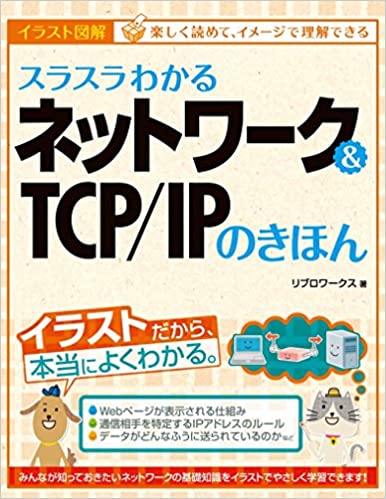 イラスト図解
楽しく読めて、イメージで理解できる
スラスラわかる
ネットワーク&
TCP/IPのきほん
リブロワークス 著
イラストだから、
本当によくわかる。
●Webページが表示される仕組み
●通信相手を特定するIPアドレスのルール
●データがどんなふうに送られているのか など
みんなが知っておきたいネットワークの基礎知識をイラストでやさしく学習できます!